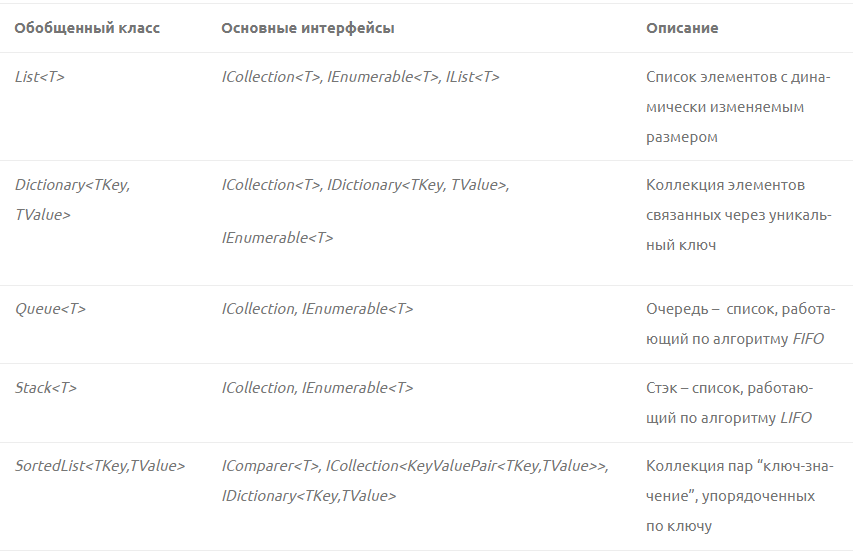 Обобщенный класс Основные интерфейсы Описание
List<T> ICollection<T>, IEnumerable<T>, IList<T> Список элементов с дина-
мически изменяемым
размером
Dictionary<TKey, ICollection<T>, IDictionary<TKey, TValue>, Коллекция элементов
TValue> связанных через уникаль-
IEnumerable<T> ный ключ
Queue<T> ICollection, IEnumerable<T> Очередь – список, работа-
ющий по алгоритму FIFO
Stack<T> ICollection, IEnumerable<T> Стэк – список, работаю-
щий по алгоритму LIFO
SortedList<TKey,TValue> IComparer<T>, ICollection<KeyValuePair<TKey,TValue>>, Коллекция пар “ключ-зна-
IDictionary<TKey,TValue> чение”, упорядоченных
по ключу